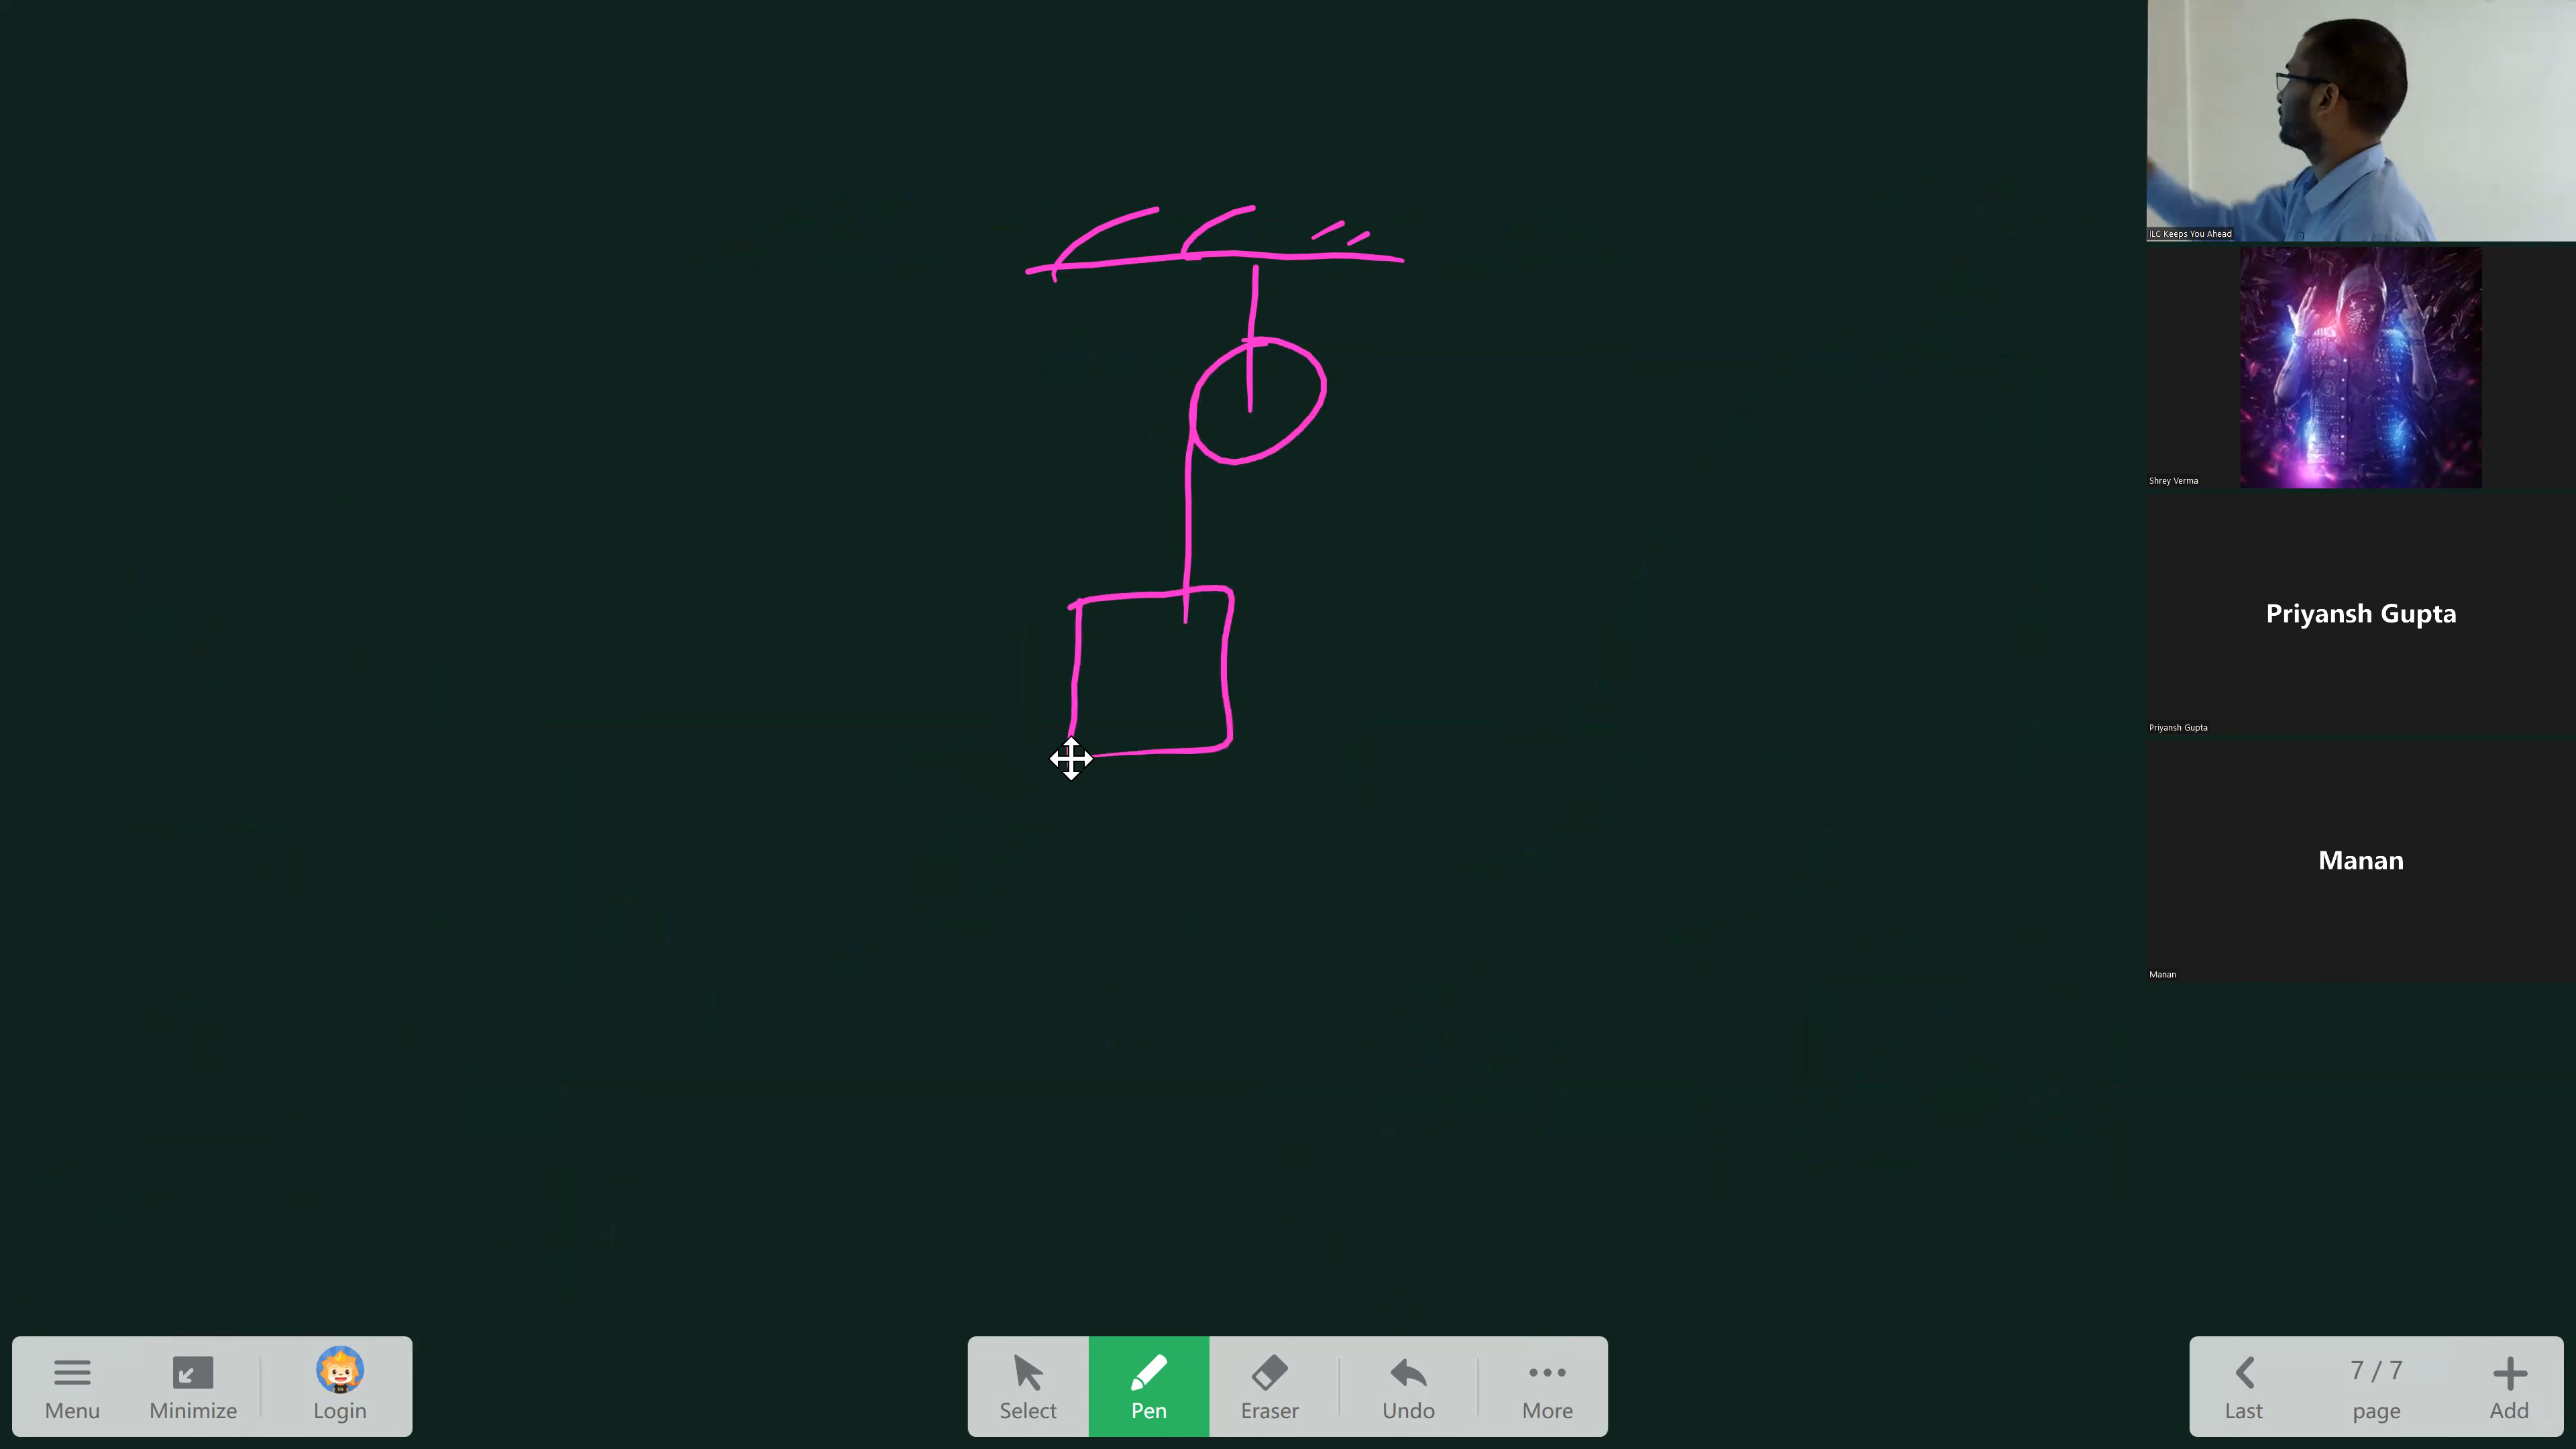 ILC Keeps You Ahead
Shrey Verma
Priyansh Gupta
Priyansh Gupta
Manan
Manan
Menu Minimize Login
Select Pen Eraser Undo More
Last 7 / 7 page Add